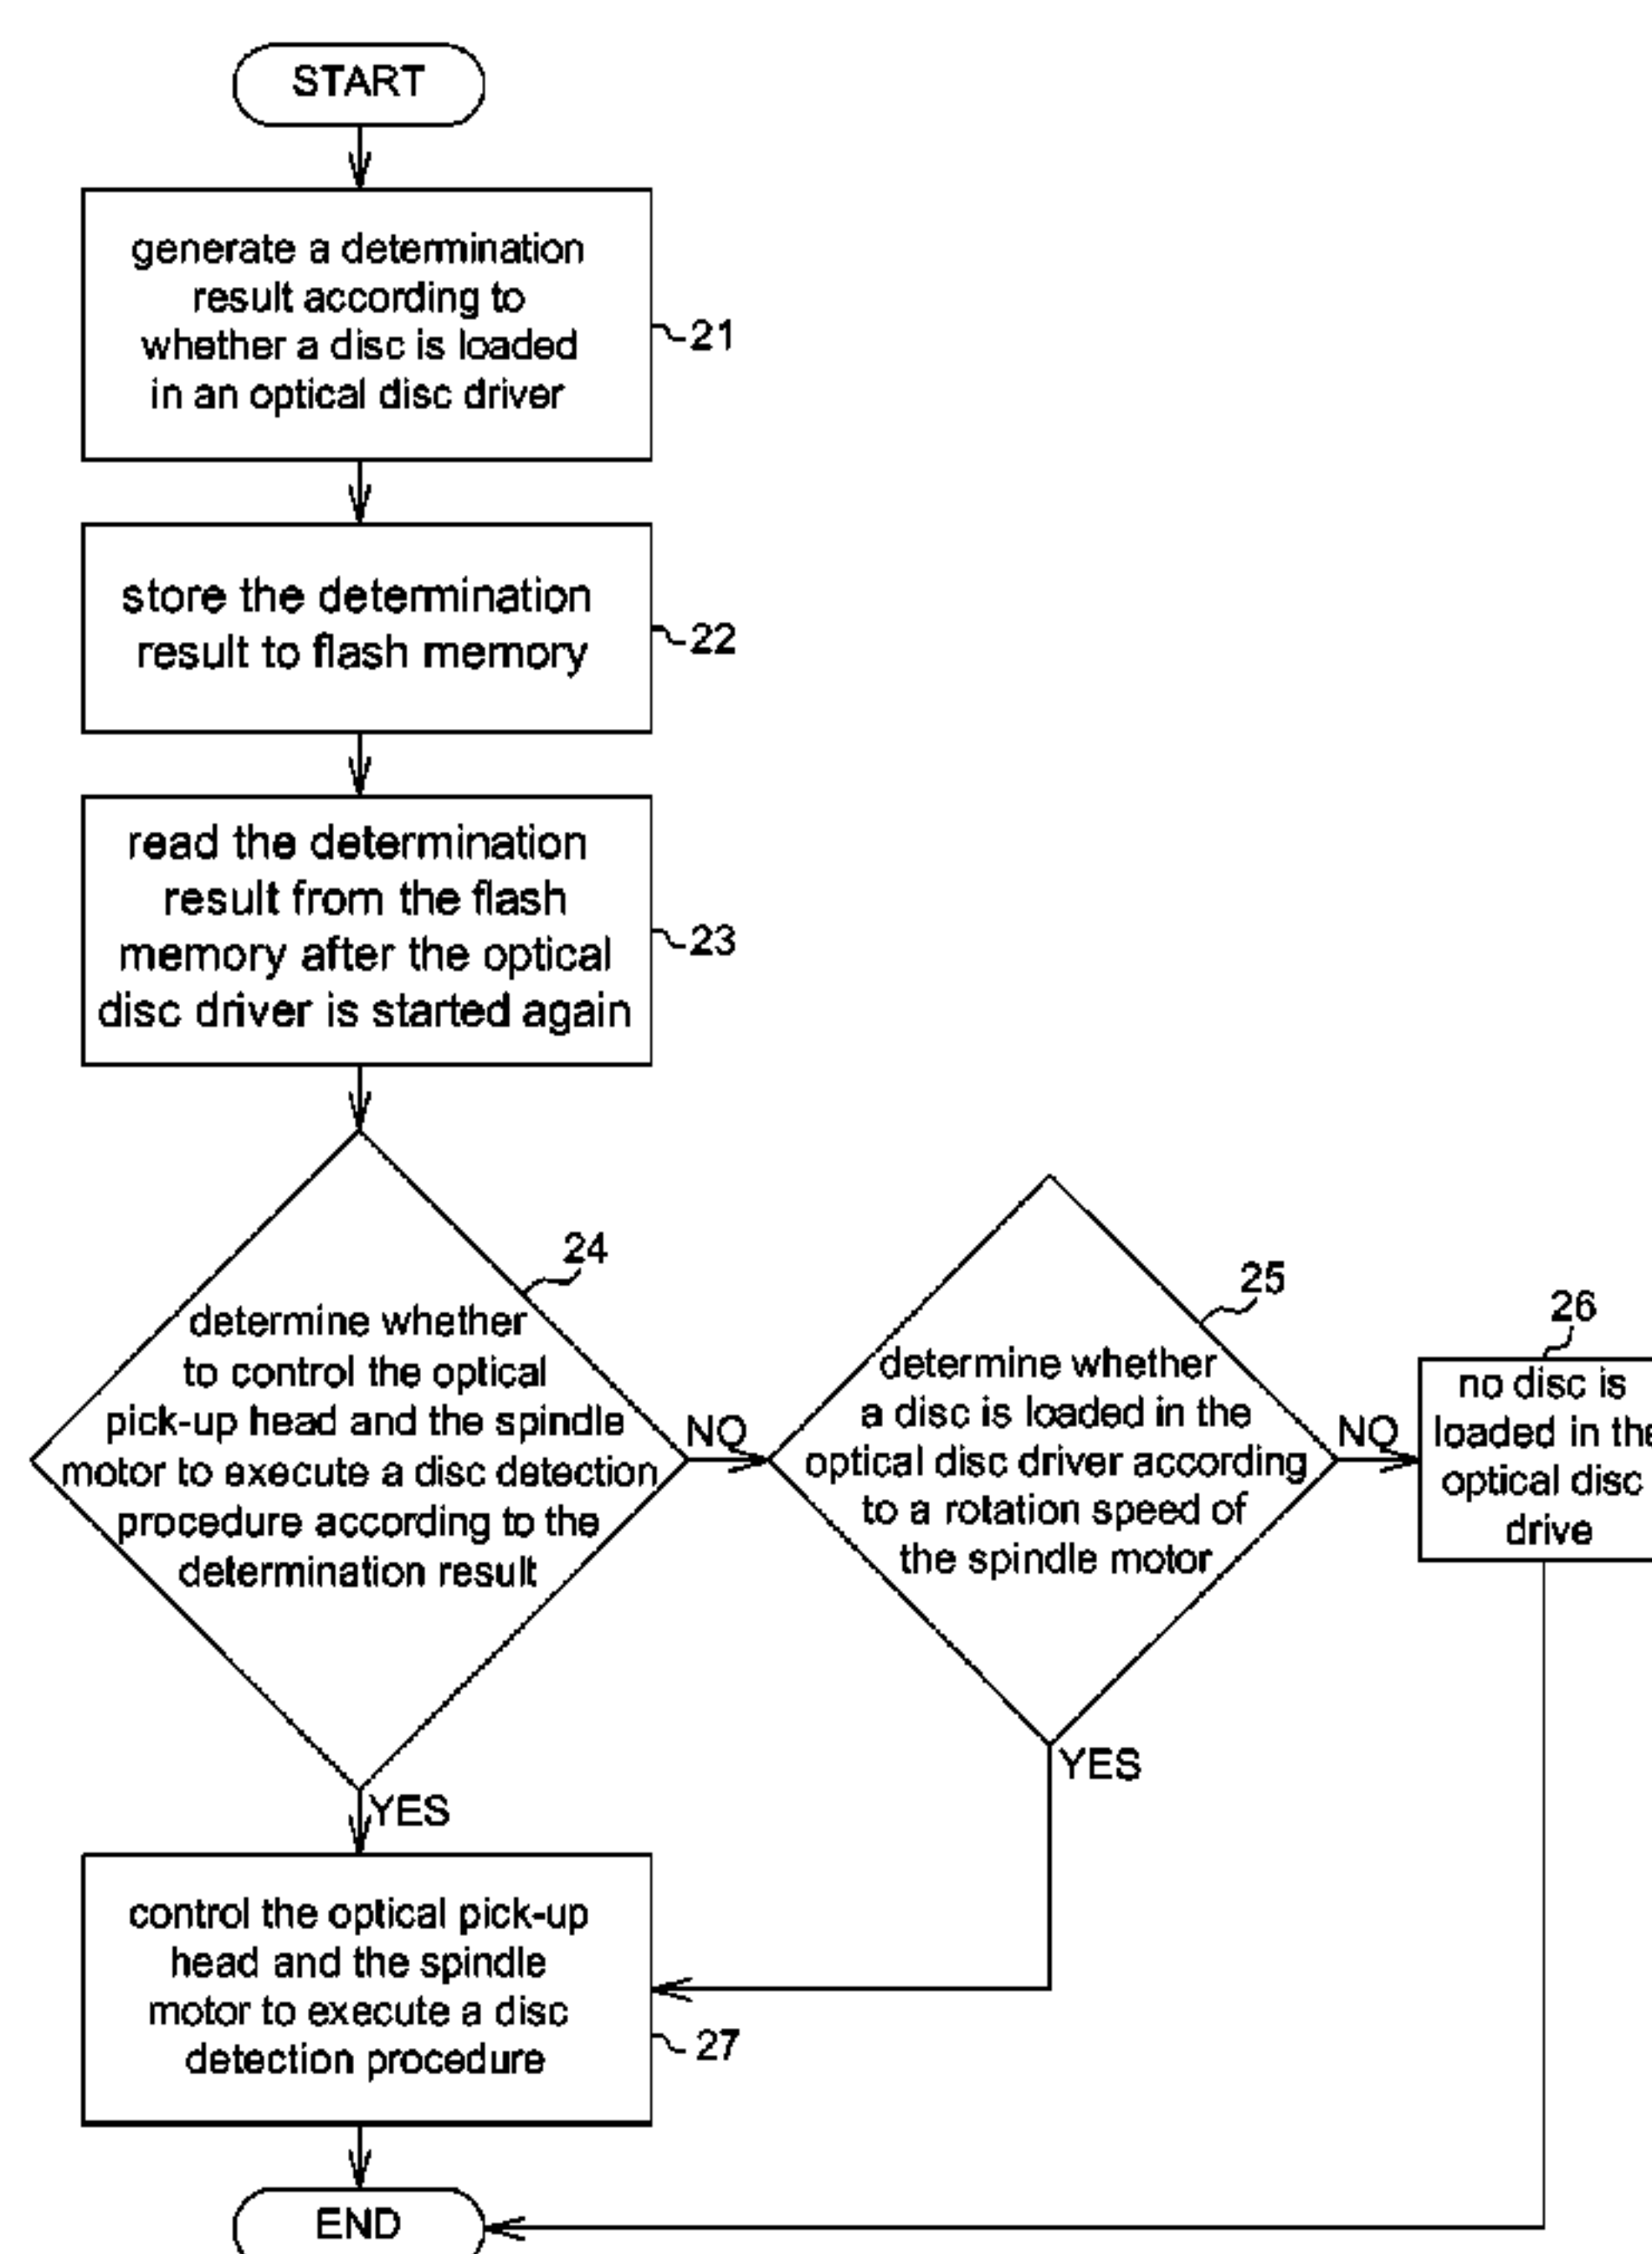 START
generate a determination
result according to
whether a disc is loaded
in an optical disc driver
21
store the determination
result to flash memory
22
read the determination
result from the flash
memory after the optical
disc driver is started again
23
24
determine whether
to control the optical
pick-up head and the spindle
motor to execute a disc detection
procedure according to the
determination result
NO
25
determine whether
a disc is loaded in the
optical disc driver according
to a rotation speed of
the spindle motor
NO
26
no disc is
loaded in the
optical disc
drive
YES
YES
control the optical pick-up
head and the spindle
motor to execute a disc
detection procedure
27
END